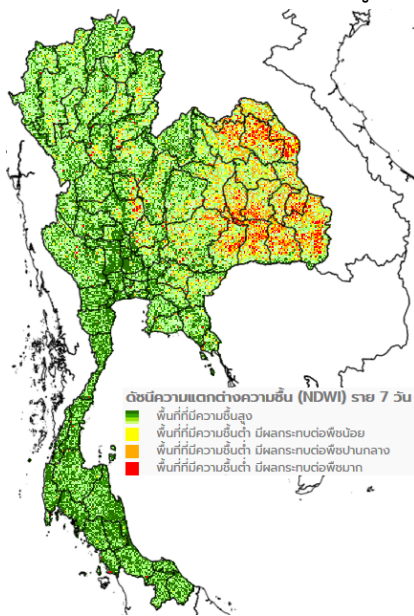 ดัชนีความแตกต่างความชื้น (NDWI) ราย 7 วัน
พื้นที่ที่มีความชื้นสูง
พื้นที่ที่มีความชื้นต่ำ มีผลกระทบต่อพืชน้อย
พื้นที่ที่มีความชื้นต่ำ มีผลกระทบต่อพืชปานกลาง
พื้นที่ที่มีความชื้นต่ำ มีผลกระทบต่อพืชมาก